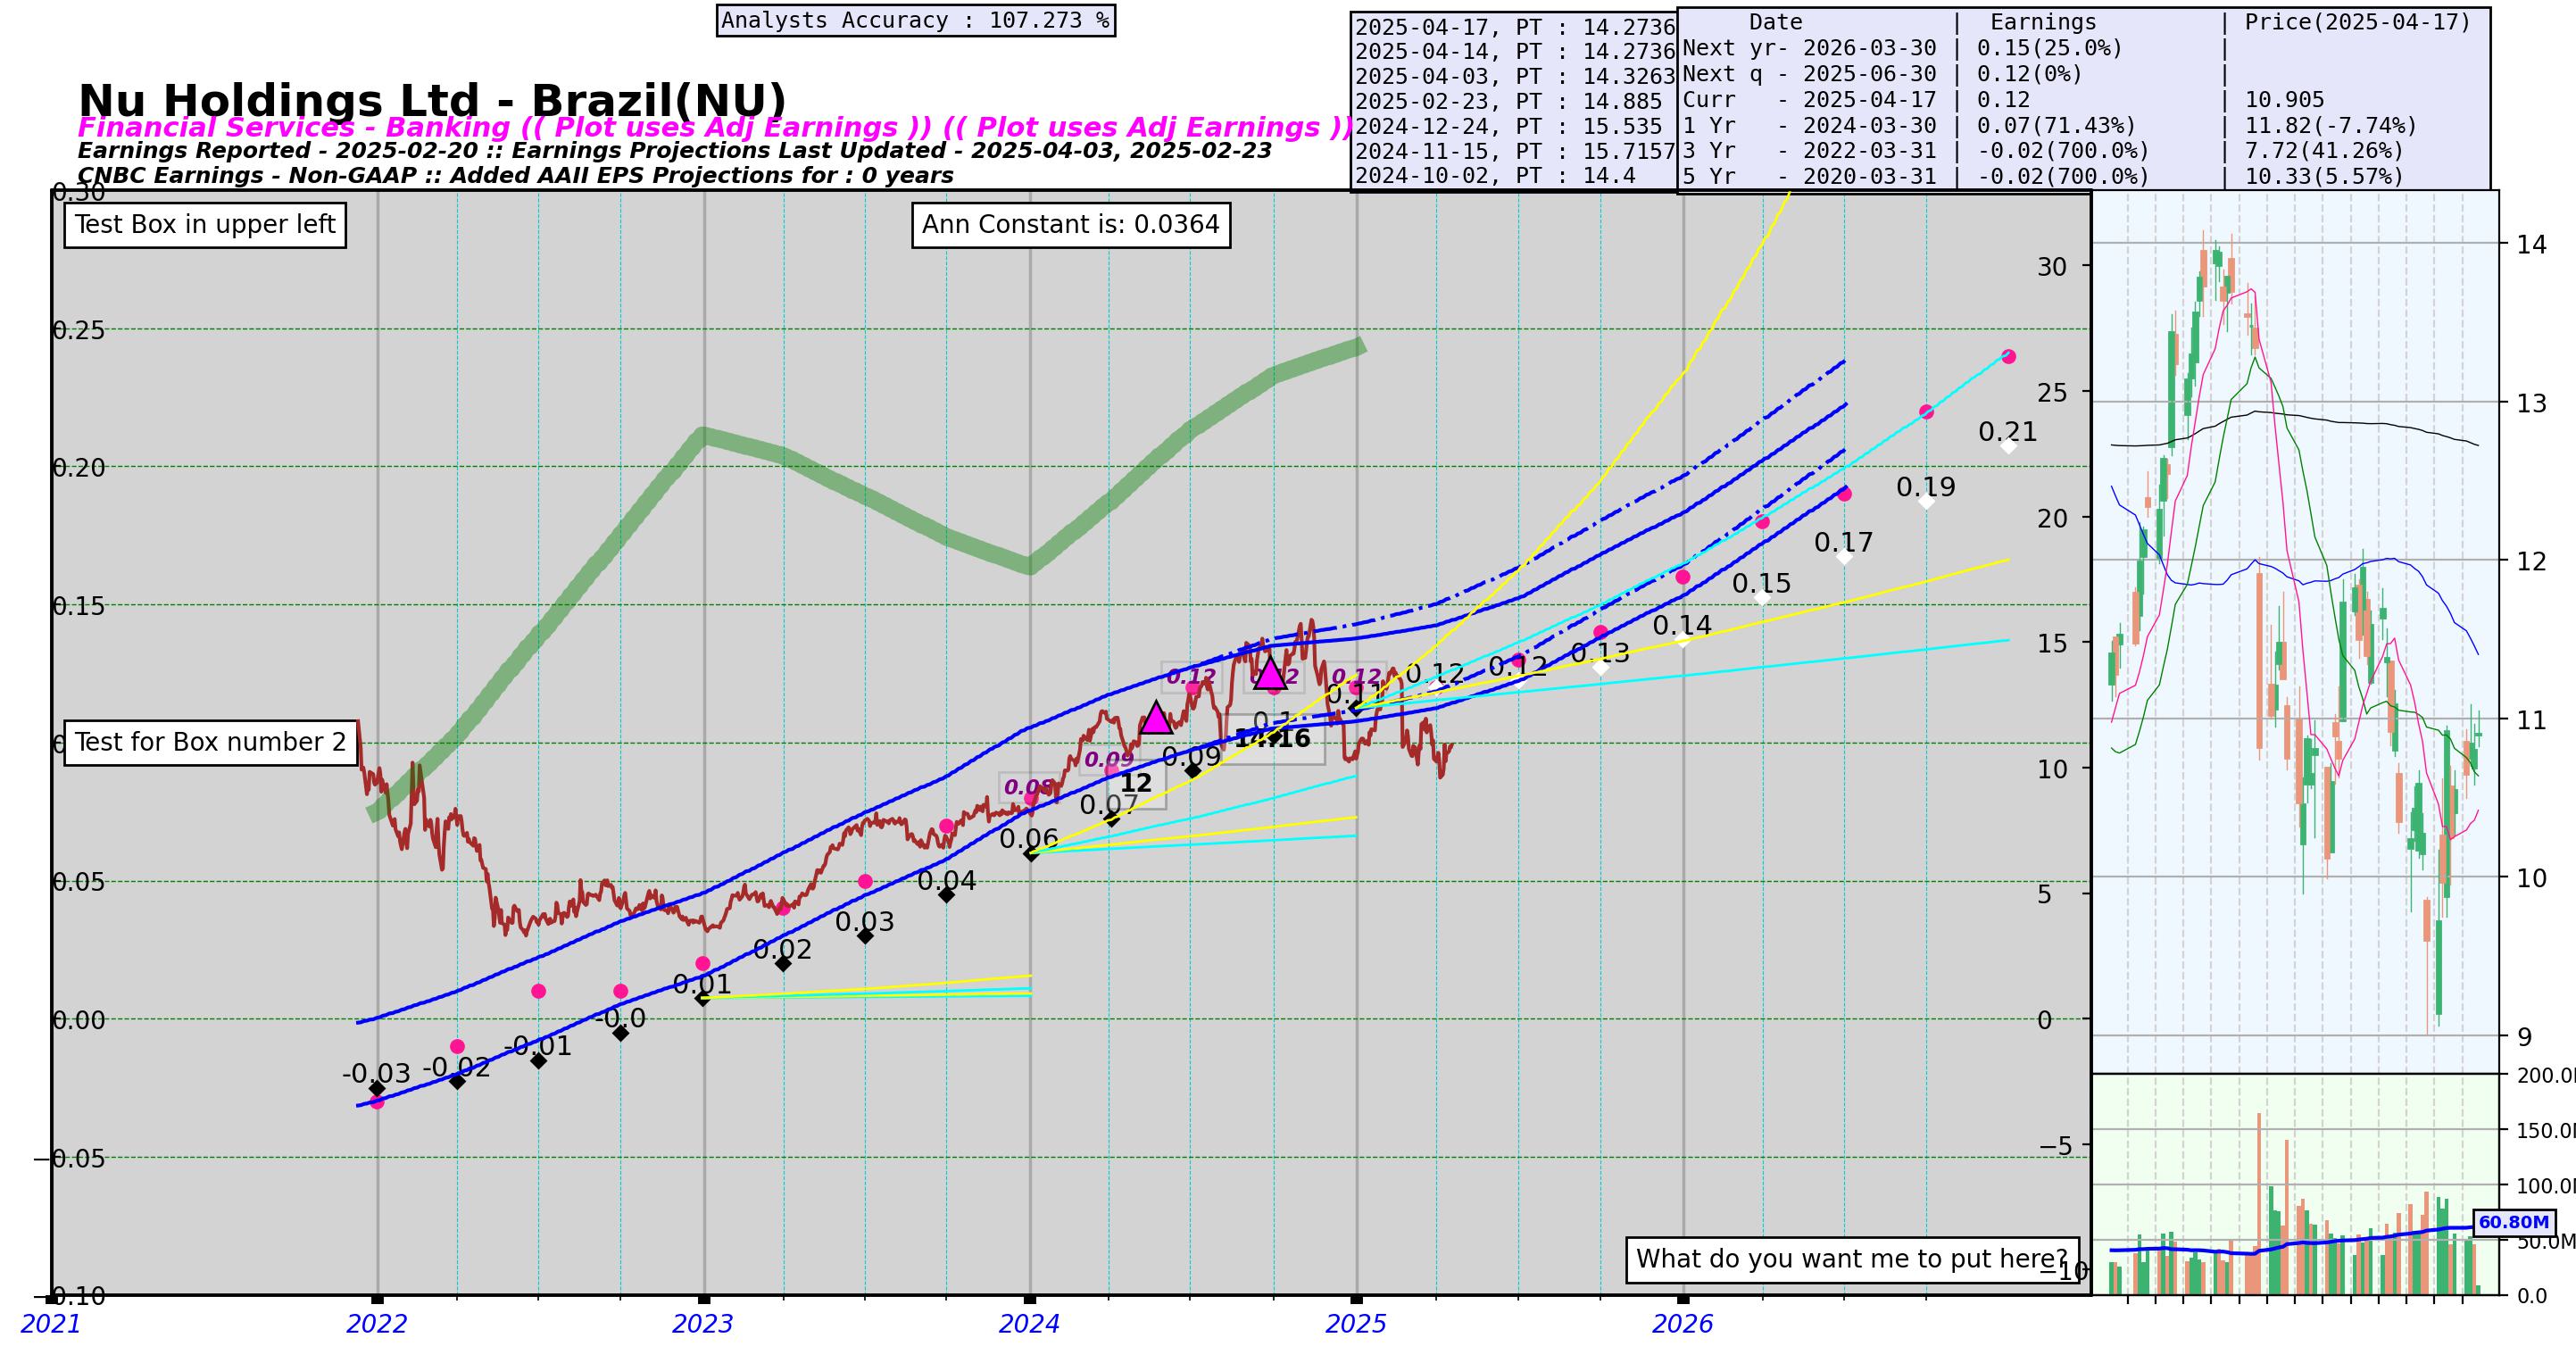 Analysts Accuracy : 107.273 %
2025-04-17, PT : 14.2736
2025-04-14, PT : 14.2736
2025-04-03, PT : 14.3263
2025-02-23, PT : 14.885
2024-12-24, PT : 15.535
2024-11-15, PT : 15.7157
2024-10-02, PT : 14.4
Date | Earnings | Price(2025-04-17)
Next yr- 2026-03-30 | 0.15(25.0%) |
Next q - 2025-06-30 | 0.12(0%) |
Curr - 2025-04-17 | 0.12 | 10.905
1 Yr - 2024-03-30 | 0.07(71.43%) | 11.82(-7.74%)
3 Yr - 2022-03-31 | -0.02(700.0%) | 7.72(41.26%)
5 Yr - 2020-03-31 | -0.02(700.0%) | 10.33(5.57%)
Nu Holdings Ltd - Brazil(NU)
Financial Services - Banking (( Plot uses Adj Earnings )) (( Plot uses Adj Earnings ))
Earnings Reported - 2025-02-20 :: Earnings Projections Last Updated - 2025-04-03, 2025-02-23
CNBC Earnings - Non-GAAP :: Added AAII EPS Projections for : 0 years
Test Box in upper left
Ann Constant is: 0.0364
Test for Box number 2
What do you want me to put here?
0.30
0.25
0.20
0.15
0.05
0.00
−0.05
−0.10
-0.03
-0.02
-0.01
-0.0
0.01
0.02
0.03
0.04
0.06
0.07
0.09
0.1
0.11
0.12
0.12
0.13
0.14
0.15
0.17
0.19
0.21
0.08
0.09
0.12
0.12
12
14.16
30
25
20
15
10
5
0
−5
−10
14
13
12
11
10
9
200.0
150.0
100.0
60.80M
50.0M
0.0
2021
2022
2023
2024
2025
2026